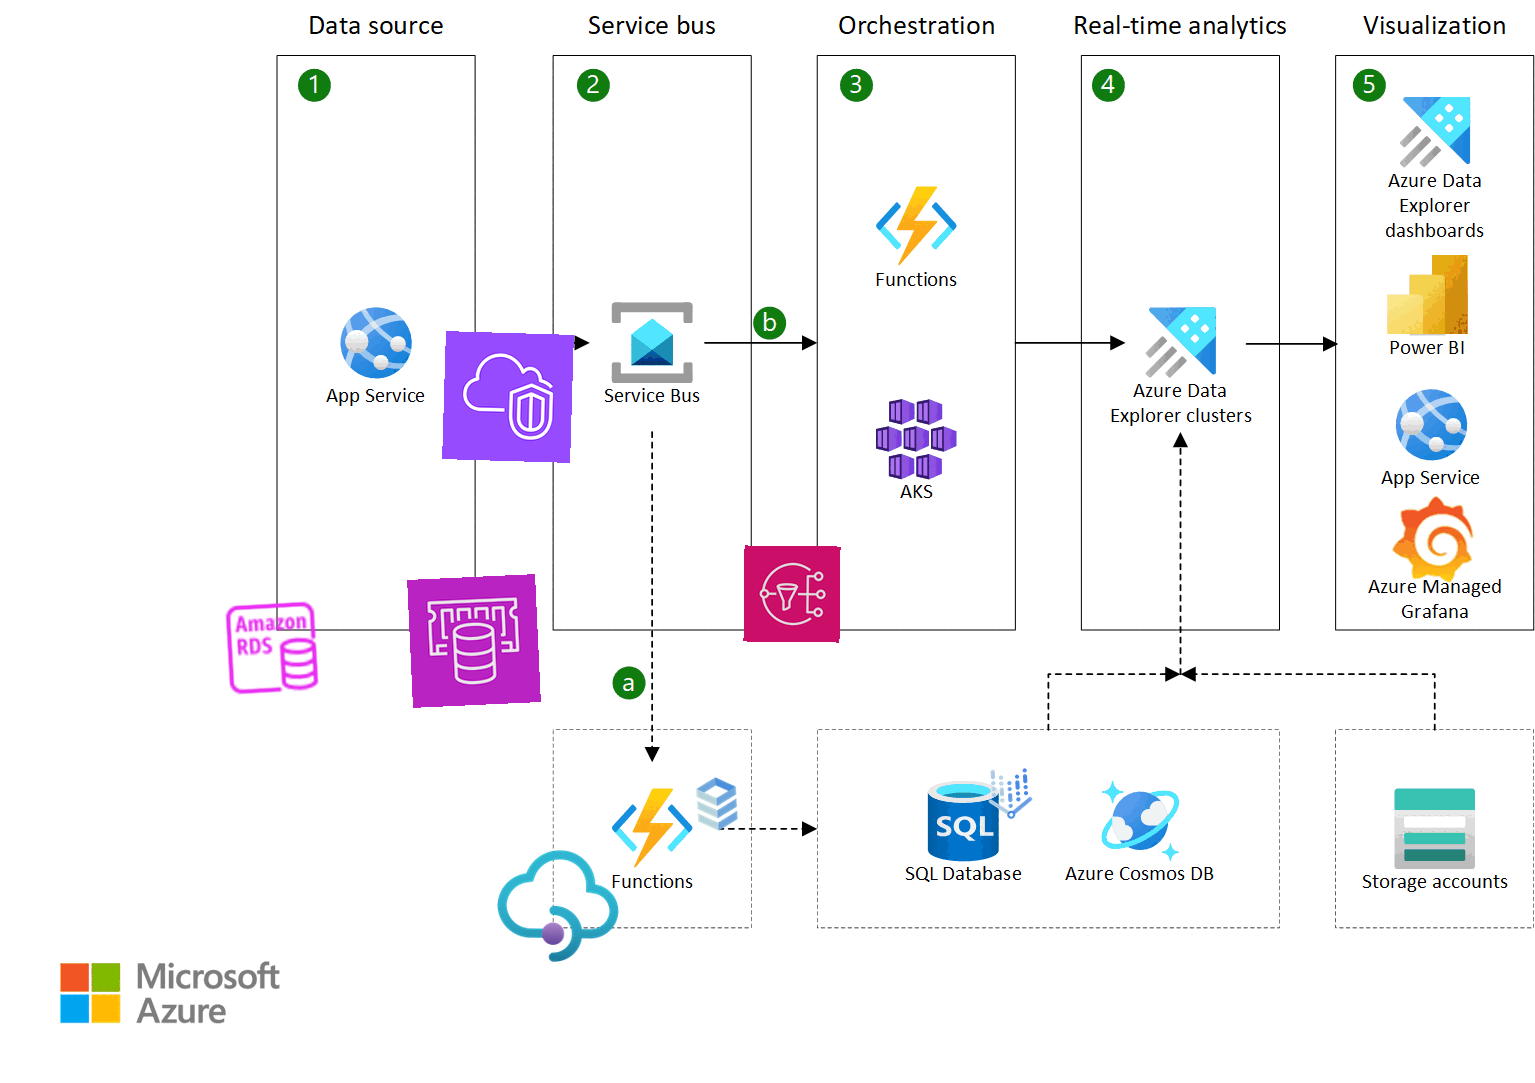 Data source
Service bus
Orchestration
Real-time analytics
Visualization
1
2
3
4
5
App Service
Service Bus
b
Functions
AKS
Azure Data
Explorer clusters
Azure Data
Explorer
dashboards
Power BI
App Service
Azure Managed
Grafana
Amazon
RDS
a
Functions
SQL
SQL Database
Azure Cosmos DB
Storage accounts
Microsoft
Azure